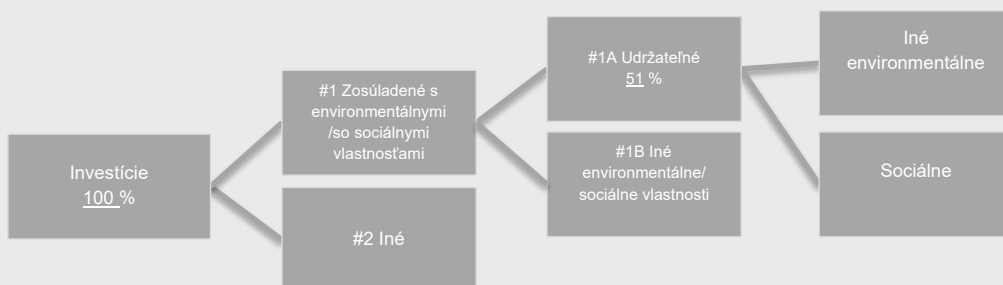 Investície
100 %
#1 Zosúladené s
environmentálnymi
/so sociálnymi
vlastnosťami
#2 Iné
#1A Udržateľné
51 %
#1B Iné
environmentálne/
sociálne vlastnosti
Iné
environmentálne
Sociálne